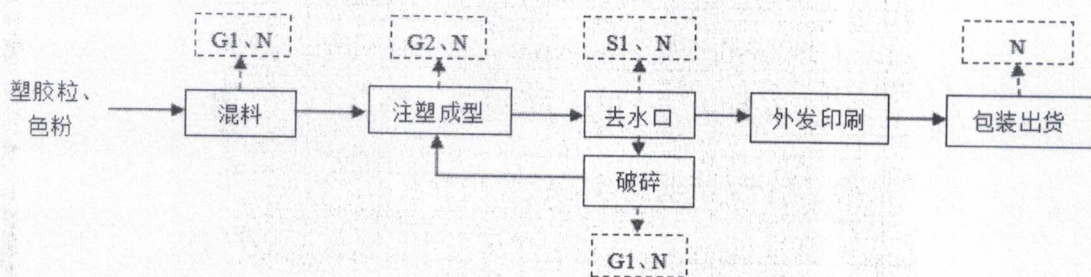 G1、N
G2、N
S1、N
N
塑胶粒、
色粉
混料
注塑成型
去水口
外发印刷
包装出货
破碎
G1、N